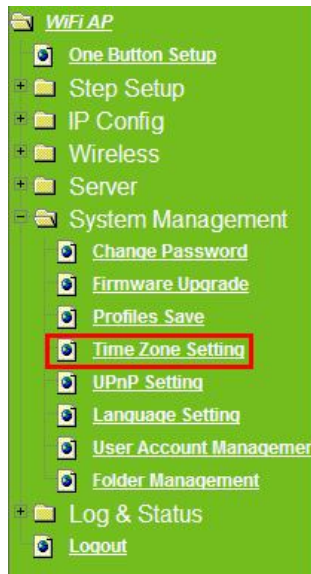 WiFi AP
One Button Setup
Step Setup
IP Config
Wireless
Server
System Management
Change Password
Firmware Upgrade
Profiles Save
Time Zone Setting
UPnP Setting
Language Setting
User Account Managemer
Folder Management
Log & Status
Logout